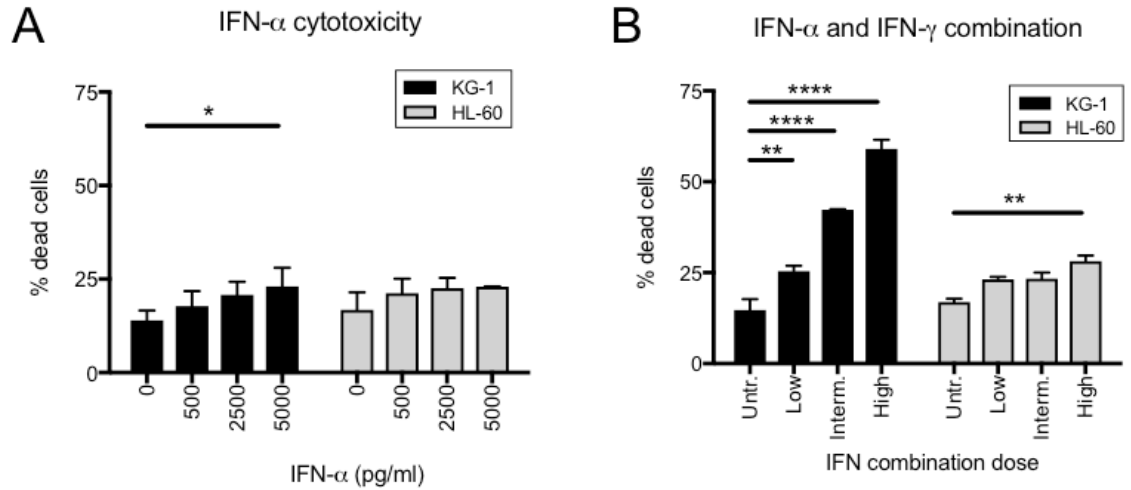 A
IFN-α cytotoxicity
KG-1
HL-60
*
75
50
25
0
% dead cells
0
500
2500
5000
0
500
2500
5000
IFN-α (pg/ml)
B
IFN-α and IFN-γ combination
KG-1
HL-60
****
****
**
**
75
50
25
0
% dead cells
Untr.
Low
Interm.
High
Untr.
Low
Interm.
High
IFN combination dose